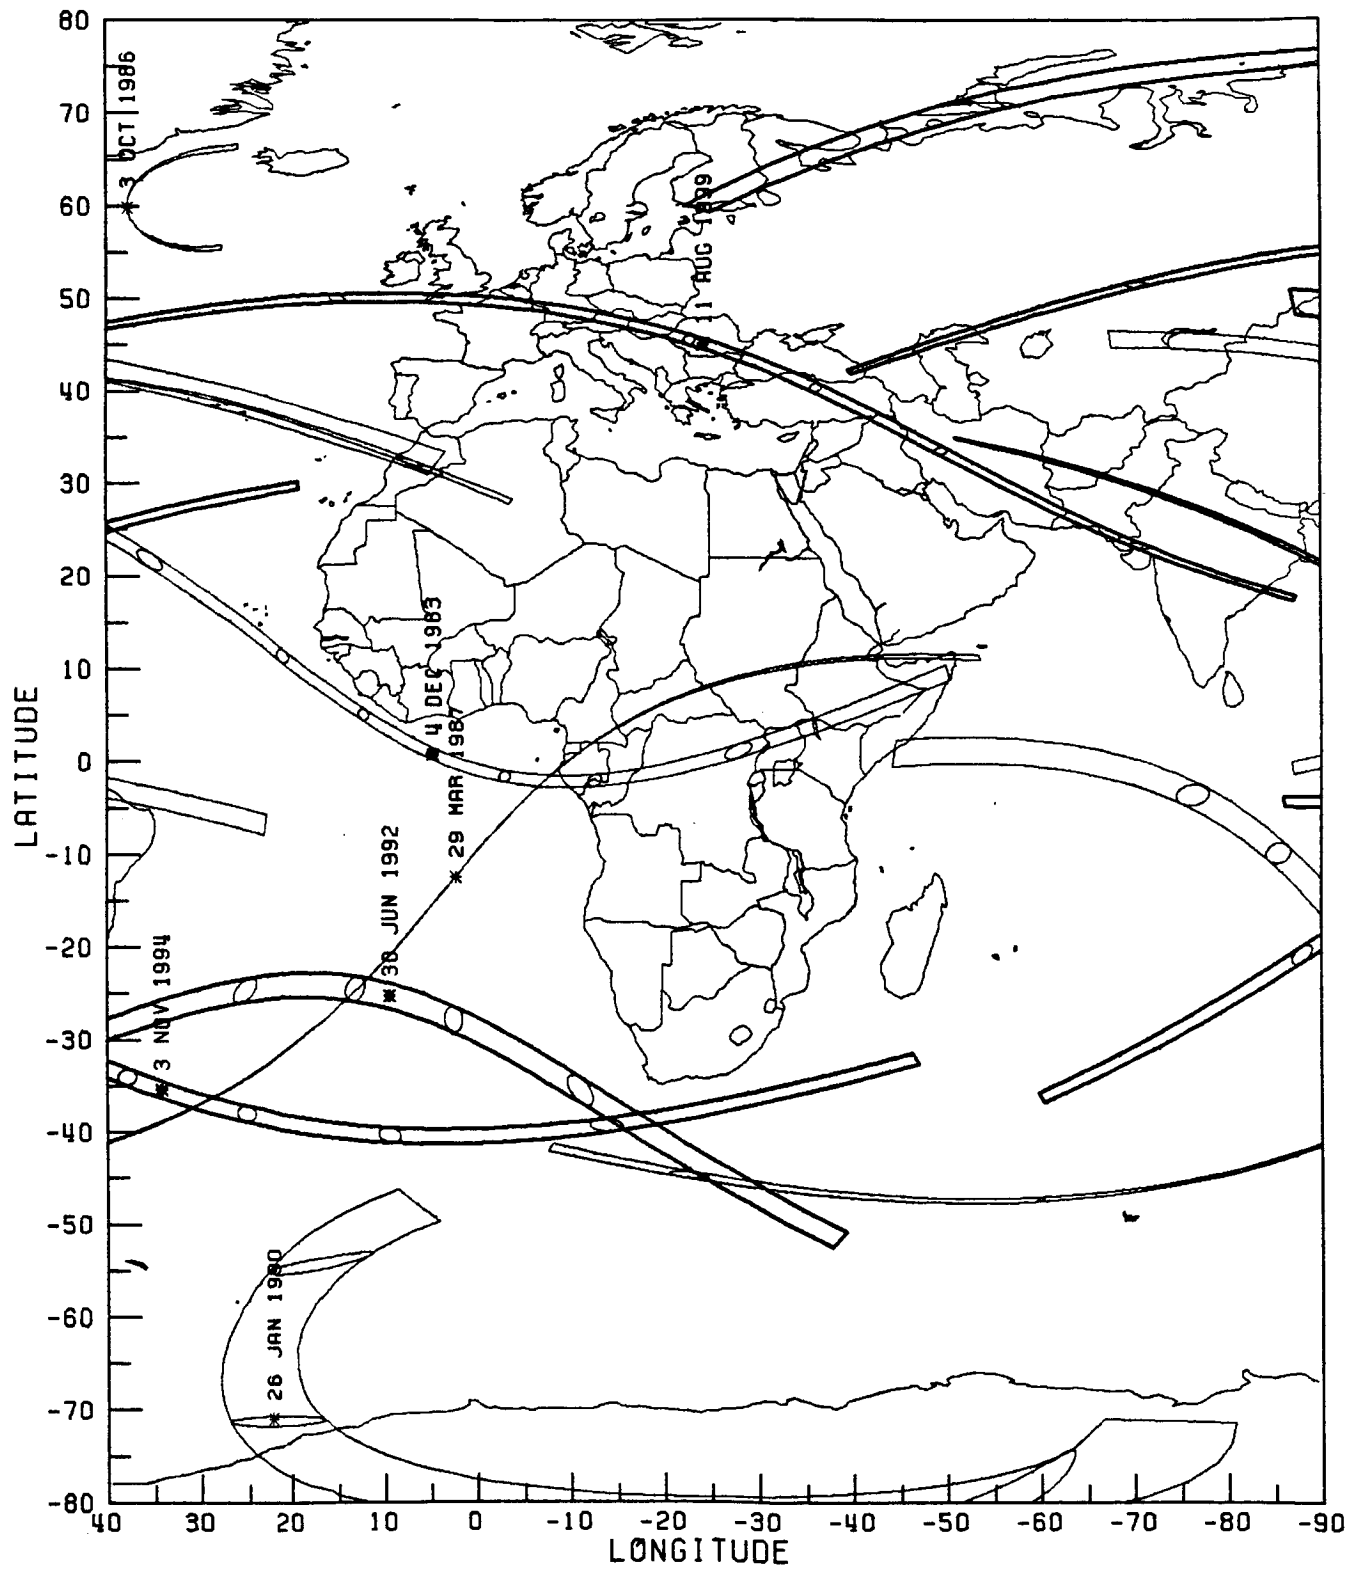 80
70
60
50
40
30
20
10
0
-10
-20
-30
-40
-50
-60
-70
-80
LATITUDE
40 30 20 10 0 -10 -20 -30 -40 -50 -60 -70 -80 -90
LONGITUDE
3 OCT 1986
11 AUG 1999
4 DEC 1983
29 MAR 1987
30 JUN 1992
3 NOV 1994
26 JAN 1980